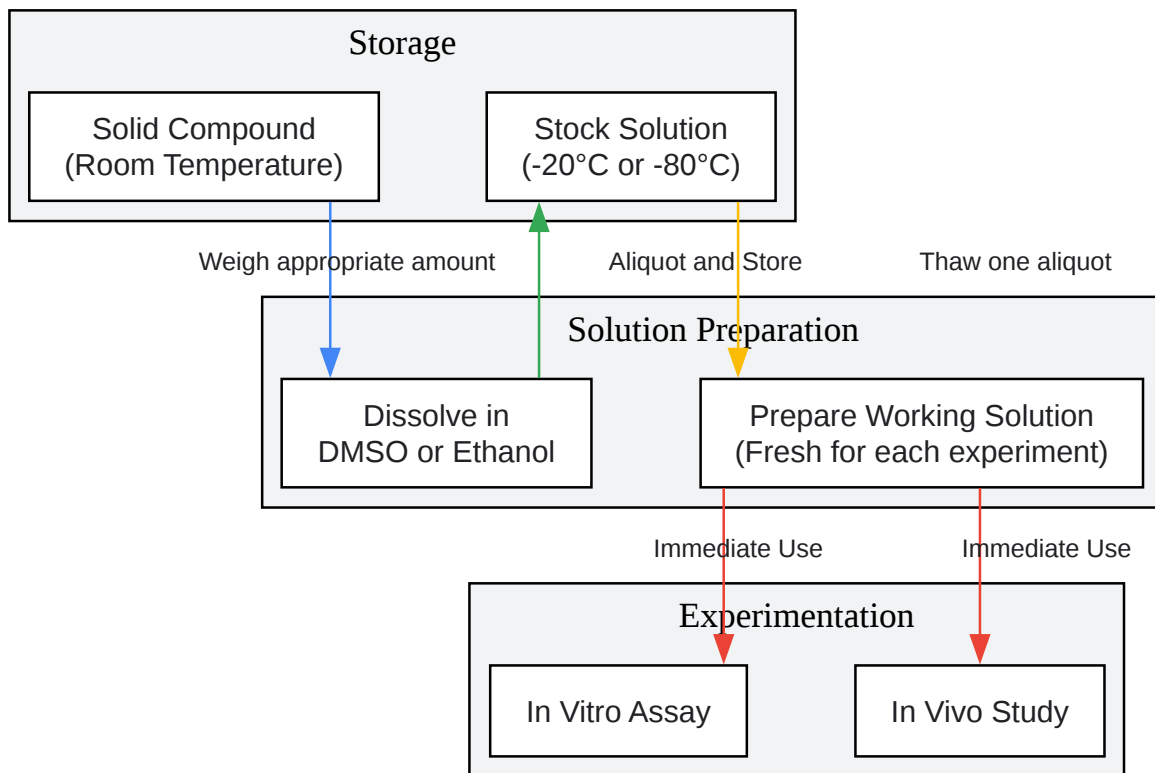 Storage
Solid Compound
(Room Temperature)
Stock Solution
(-20°C or -80°C)
Weigh appropriate amount
Aliquot and Store
Thaw one aliquot
Solution Preparation
Dissolve in
DMSO or Ethanol
Prepare Working Solution
(Fresh for each experiment)
Immediate Use
Immediate Use
Experimentation
In Vitro Assay
In Vivo Study